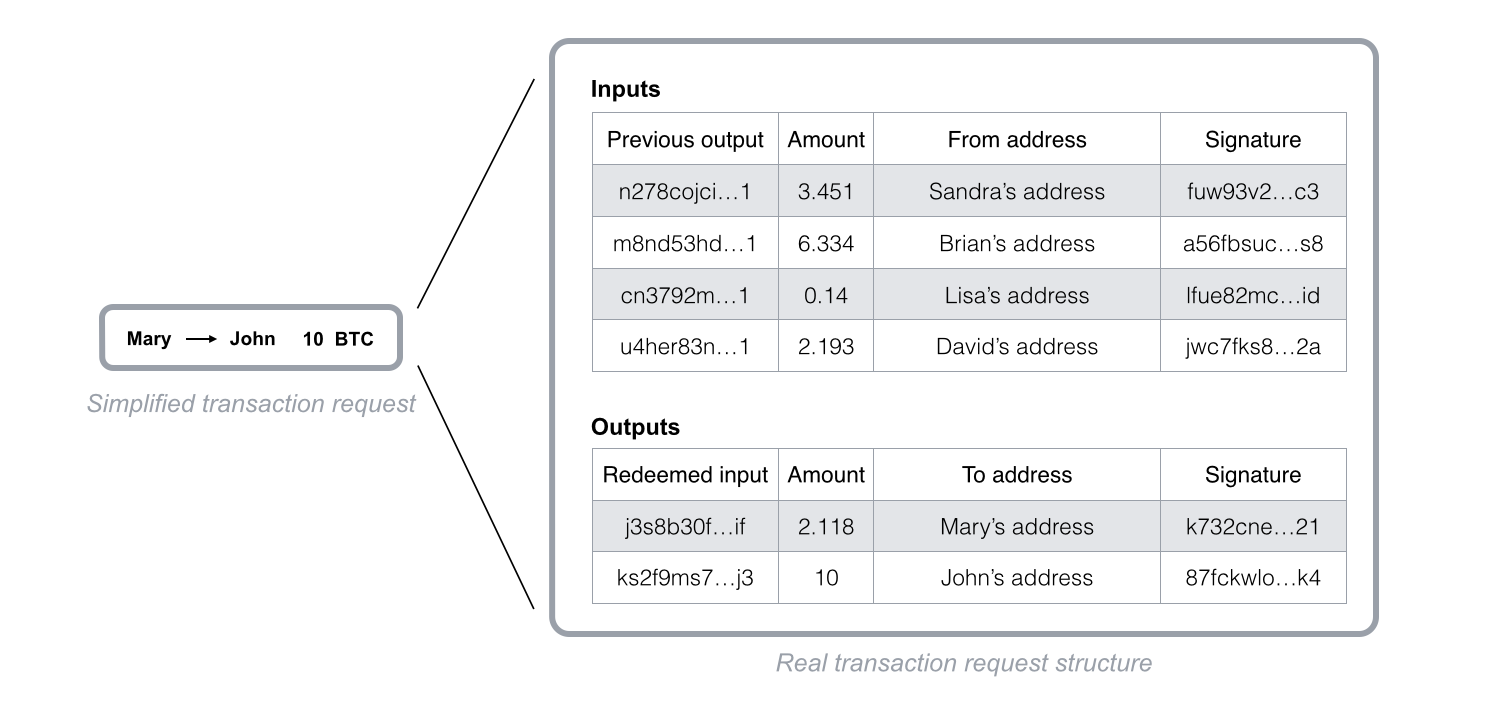 Inputs
Previous output Amount From address Signature
n278cojci…1 3.451 Sandra’s address fuw93v2…c3
m8nd53hd…1 6.334 Brian’s address a56fbsuc…s8
cn3792m…1 0.14 Lisa’s address lfue82mc…id
u4her83n…1 2.193 David’s address jwc7fks8…2a
Mary → John 10 BTC
Simplified transaction request
Outputs
Redeemed input Amount To address Signature
j3s8b30f…if 2.118 Mary’s address k732cne…21
ks2f9ms7…j3 10 John’s address 87fckwlo…k4
Real transaction request structure